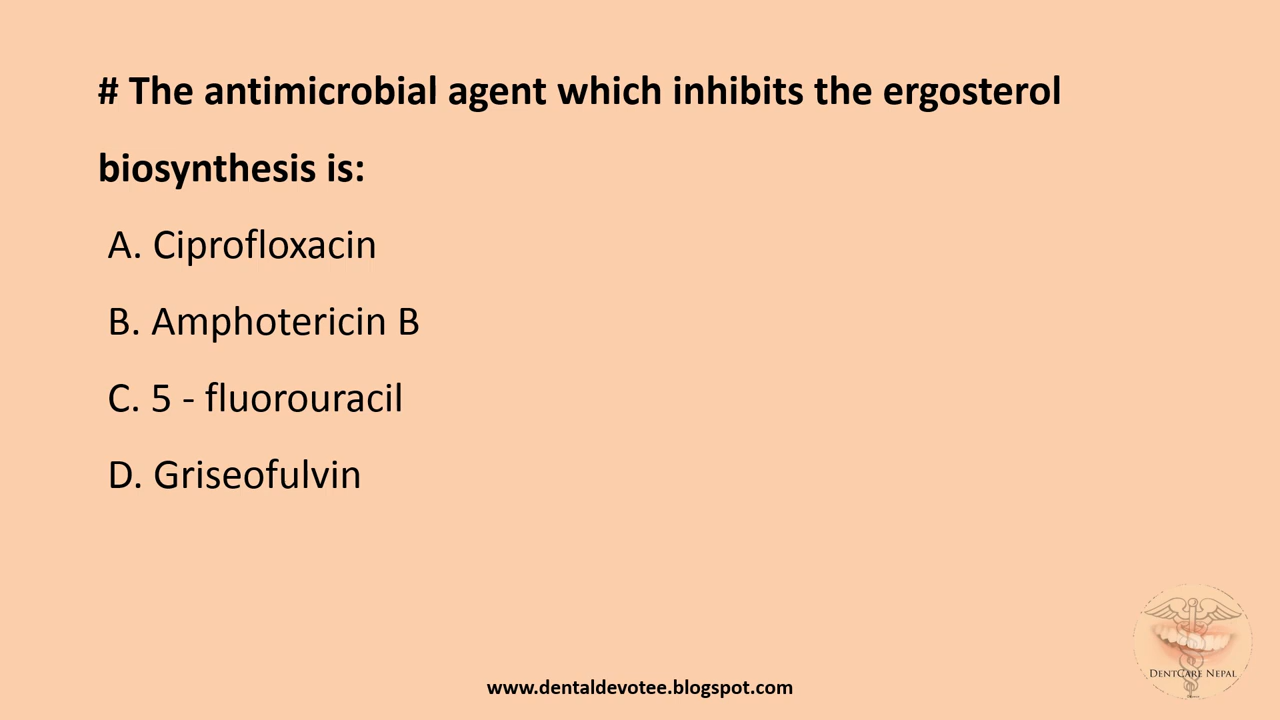 # The antimicrobial agent which inhibits the ergosterol
biosynthesis is:
A. Ciprofloxacin
B. Amphotericin B
C. 5 - fluorouracil
D. Griseofulvin
DentCare Nepal
www.dentaldevotee.blogspot.com